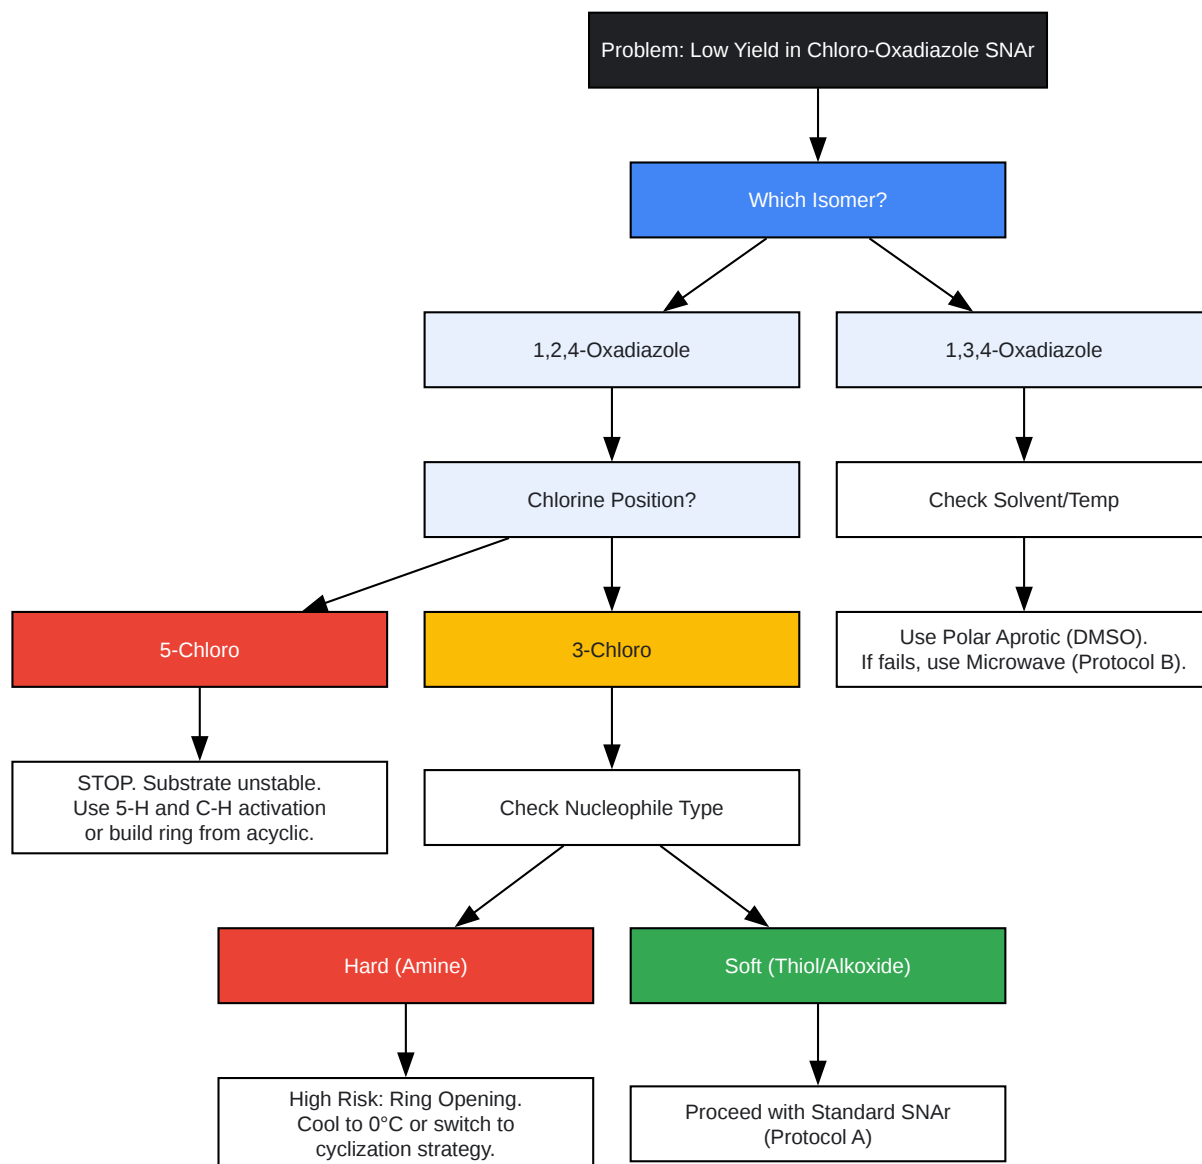 Problem: Low Yield in Chloro-Oxadiazole SNAr
Which Isomer?
1,2,4-Oxadiazole
1,3,4-Oxadiazole
Chlorine Position?
Check Solvent/Temp
5-Chloro
3-Chloro
Use Polar Aprotic (DMSO).
If fails, use Microwave (Protocol B).
STOP. Substrate unstable.
Use 5-H and C-H activation
or build ring from acyclic.
Check Nucleophile Type
Hard (Amine)
Soft (Thiol/Alkoxide)
High Risk: Ring Opening.
Cool to 0°C or switch to
cyclization strategy.
Proceed with Standard SNAr
(Protocol A)